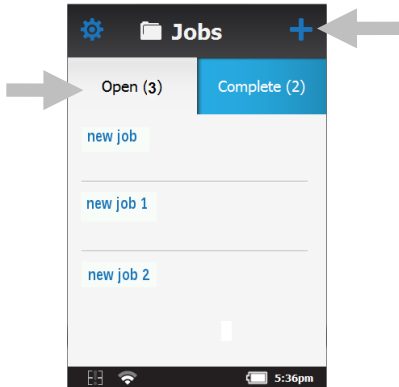 Jobs
Open (3) Complete (2)
new job
new job 1
new job 2
5:36pm